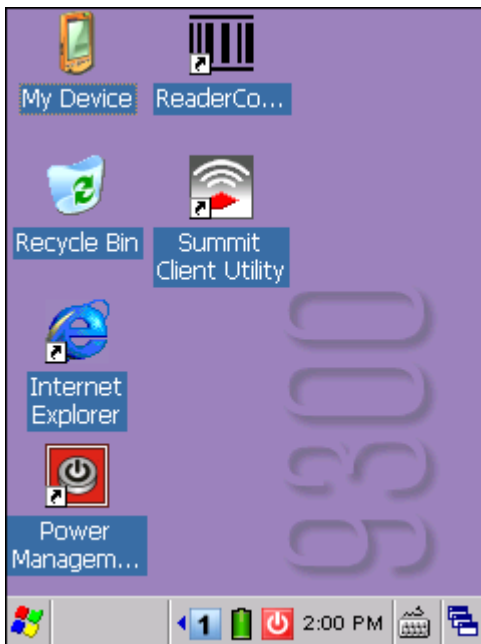 My Device
ReaderCo...
Recycle Bin
Summit
Client Utility
Internet
Explorer
Power
Managem...
9300
1
2:00 PM